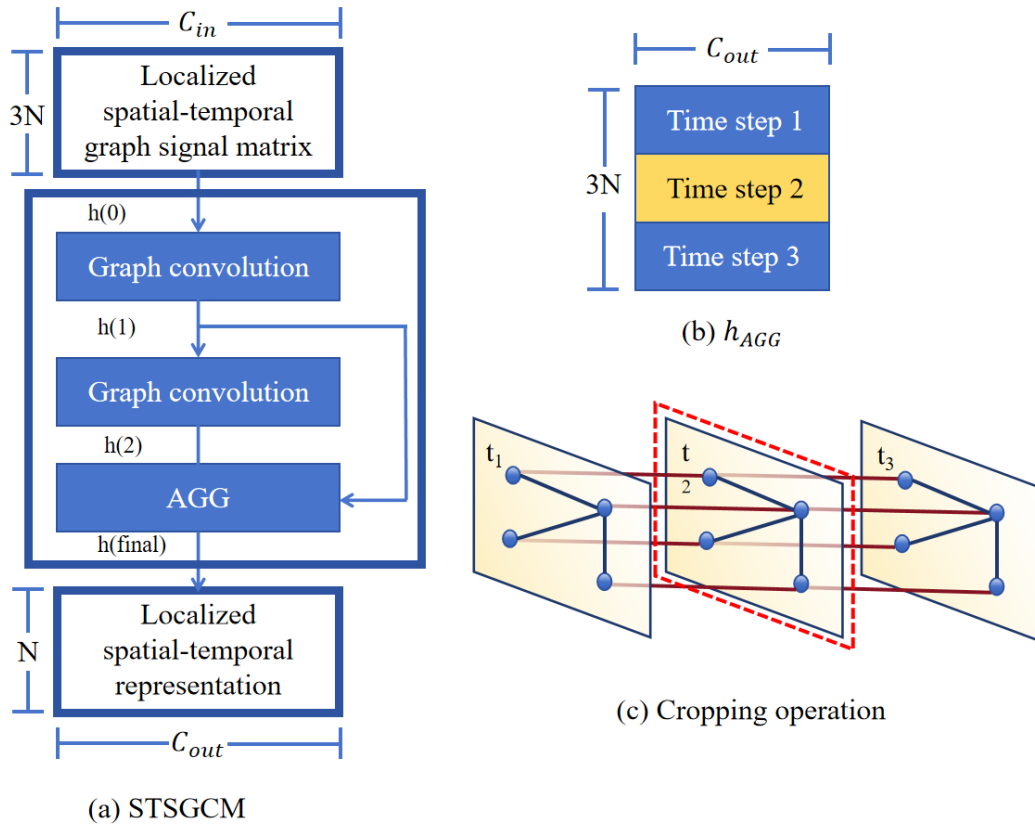 C_in
3N
Localized
spatial-temporal
graph signal matrix
h(0)
Graph convolution
h(1)
Graph convolution
h(2)
AGG
h(final)
N
Localized
spatial-temporal
representation
C_out
(a) STSGCM
C_out
3N
Time step 1
Time step 2
Time step 3
(b) h_AGG
t_1
t
2
t_3
(c) Cropping operation